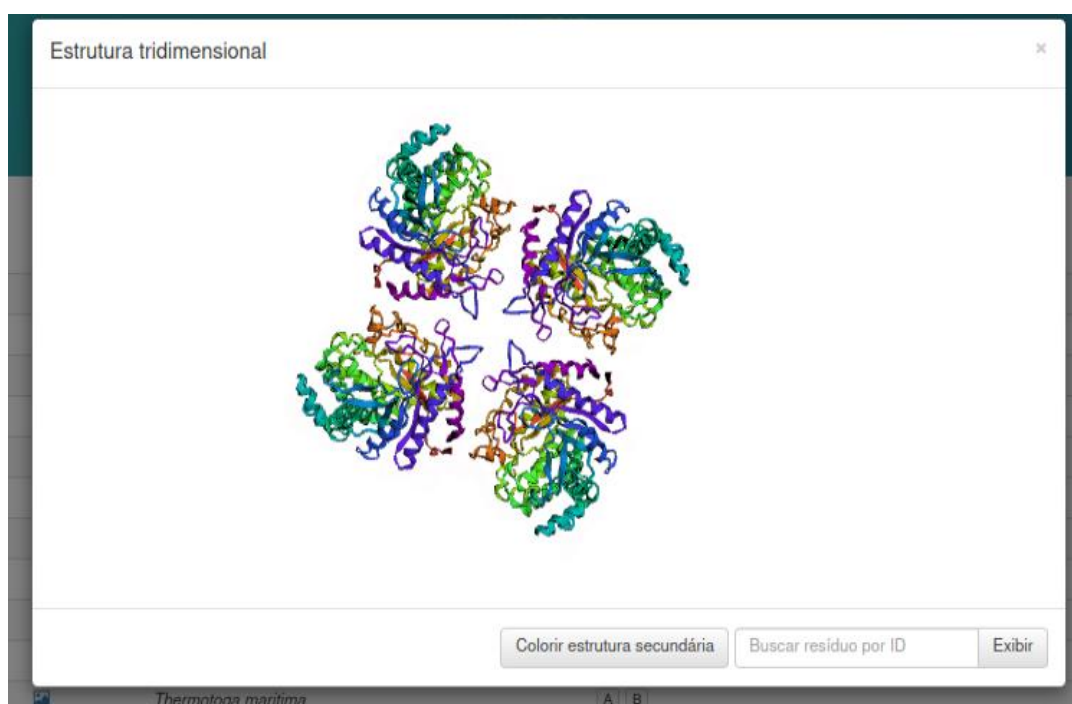 Estrutura tridimensional ×
Colorir estrutura secundária Buscar resíduo por ID Exibir
Thermotoga maritima A B